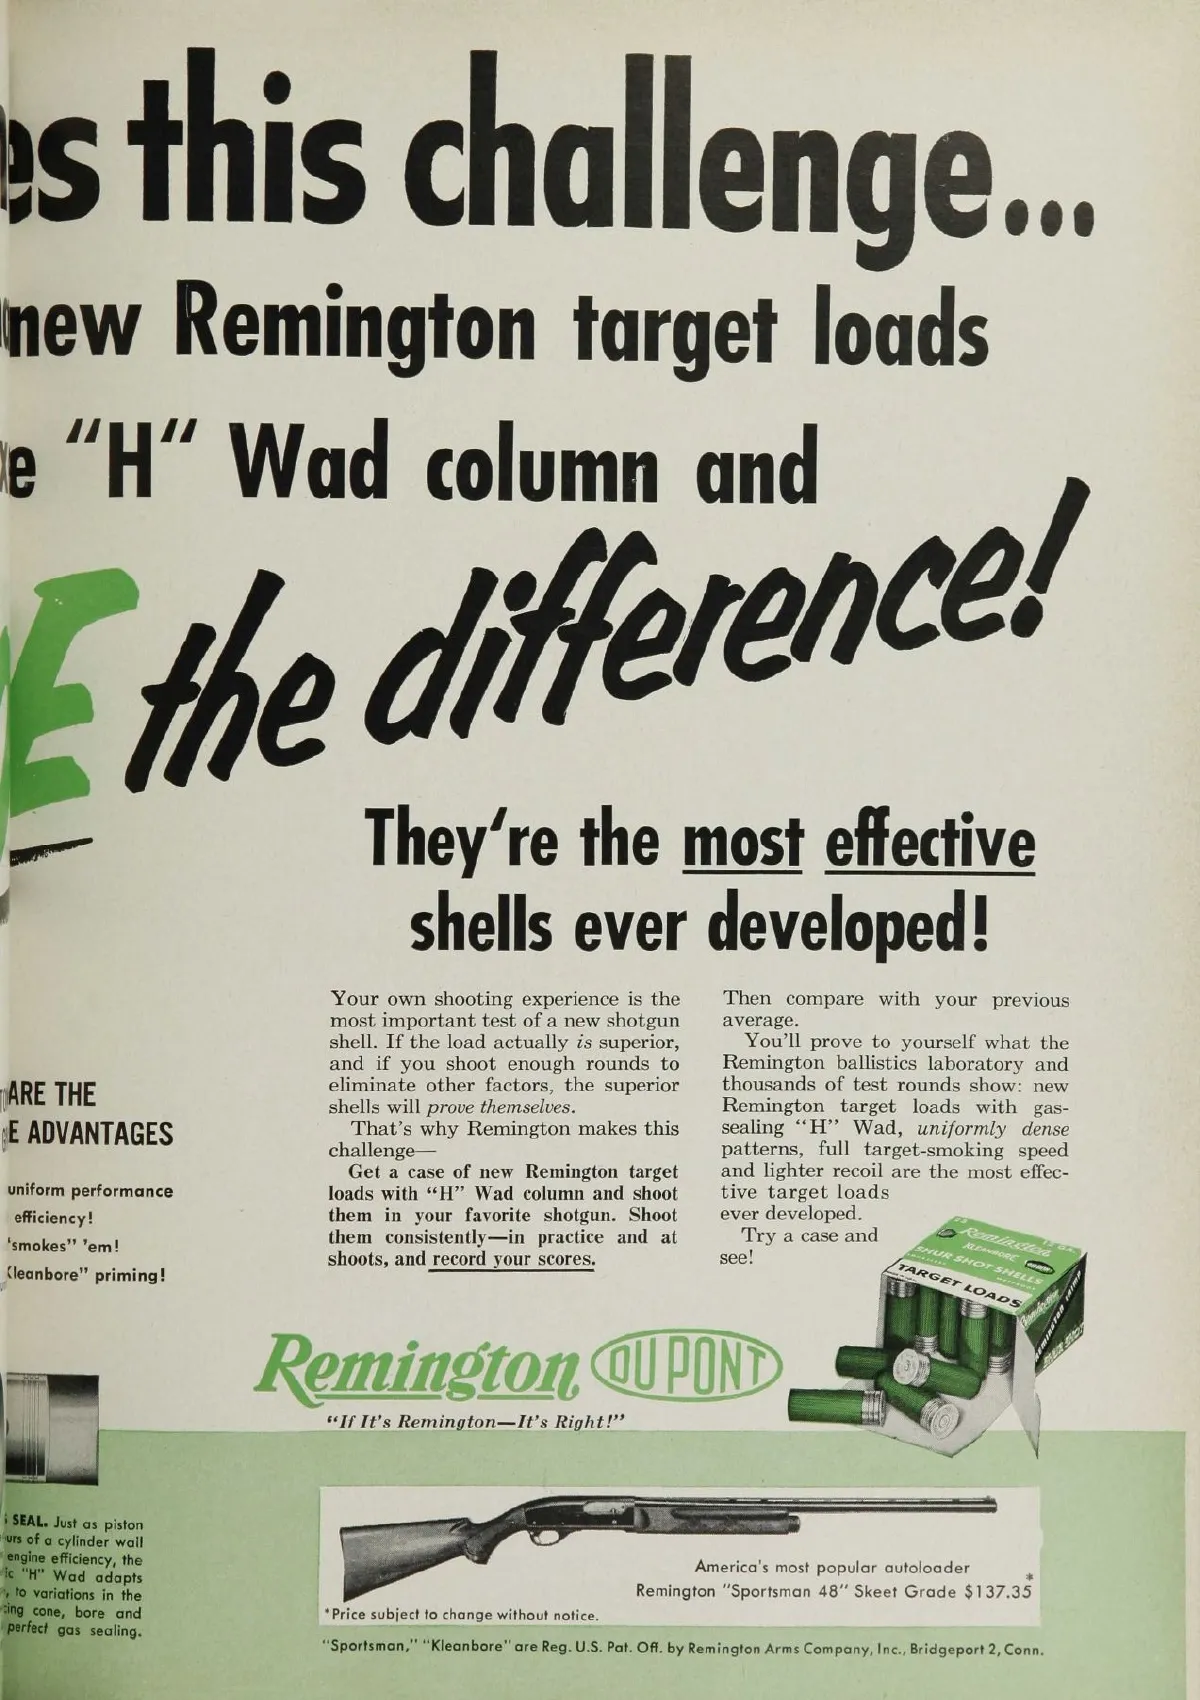 this challenge...
new Remington target loads
"H" Wad column and
the difference!
They're the most effective
shells ever developed!
ARE THE
ADVANTAGES
uniform performance
efficiency!
"smokes" 'em!
Kleanbore" priming!
Your own shooting experience is the
most important test of a new shotgun
shell. If the load actually is superior,
and if you shoot enough rounds to
eliminate other factors, the superior
shells will prove themselves.
That's why Remington makes this
challenge—
Get a case of new Remington target
loads with "H" Wad column and shoot
them in your favorite shotgun. Shoot
them consistently—in practice and at
shoots, and record your scores.
Then compare with your previous
average.
You'll prove to yourself what the
Remington ballistics laboratory and
thousands of test rounds show: new
Remington target loads with gas-
sealing "H" Wad, uniformly dense
patterns, full target-smoking speed
and lighter recoil are the most effec-
tive target loads
ever developed.
Try a case and
see!
Remington
KLEANBORE
SHUR SHOT SHELLS
TARGET LOADS
Remington DU PONT
"If It's Remington—It's Right!"
SEAL. Just as piston
of a cylinder wall
engine efficiency, the
"H" Wad adapts
to variations in the
cone, bore and
perfect gas sealing.
America's most popular autoloader
Remington "Sportsman 48" Skeet Grade $137.35*
*Price subject to change without notice.
"Sportsman," "Kleanbore" are Reg. U.S. Pat. Off. by Remington Arms Company, Inc., Bridgeport 2, Conn.